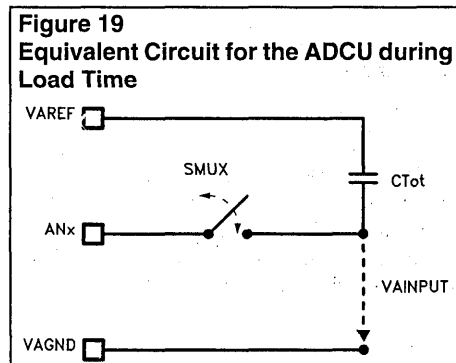 Figure 19
Equivalent Circuit for the ADCU during
Load Time
VAREF
SMUX
CTot
ANx
VAINPUT
VAGND